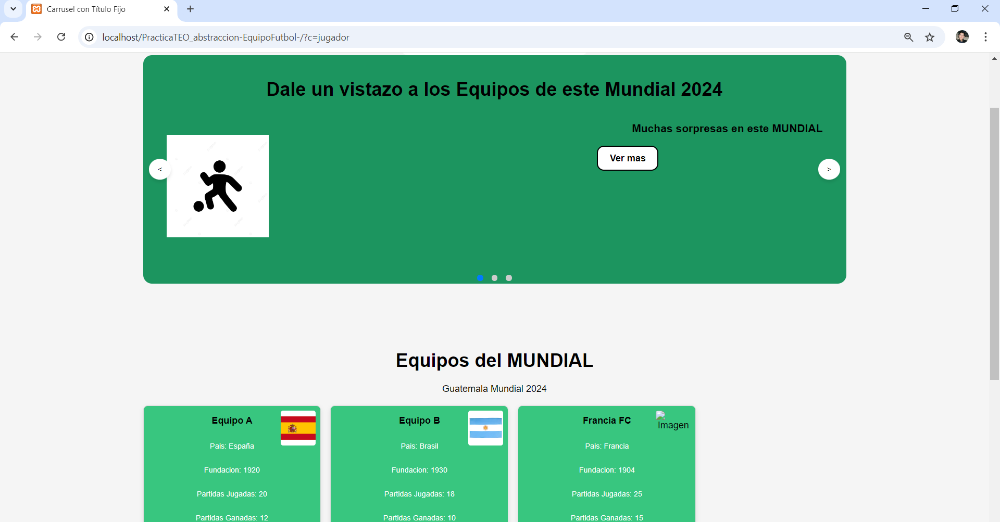 Carrusel con Título Fijo
localhost/PracticaTEO_abstraccion-EquipoFutbol-/?c=jugador
Dale un vistazo a los Equipos de este Mundial 2024
Muchas sorpresas en este MUNDIAL
Ver mas
<
>
Equipos del MUNDIAL
Guatemala Mundial 2024
Equipo A
Pais: España
Fundacion: 1920
Partidas Jugadas: 20
Partidas Ganadas: 12
Equipo B
Pais: Brasil
Fundacion: 1930
Partidas Jugadas: 18
Partidas Ganadas: 10
Francia FC
Imagen
Pais: Francia
Fundacion: 1904
Partidas Jugadas: 25
Partidas Ganadas: 15